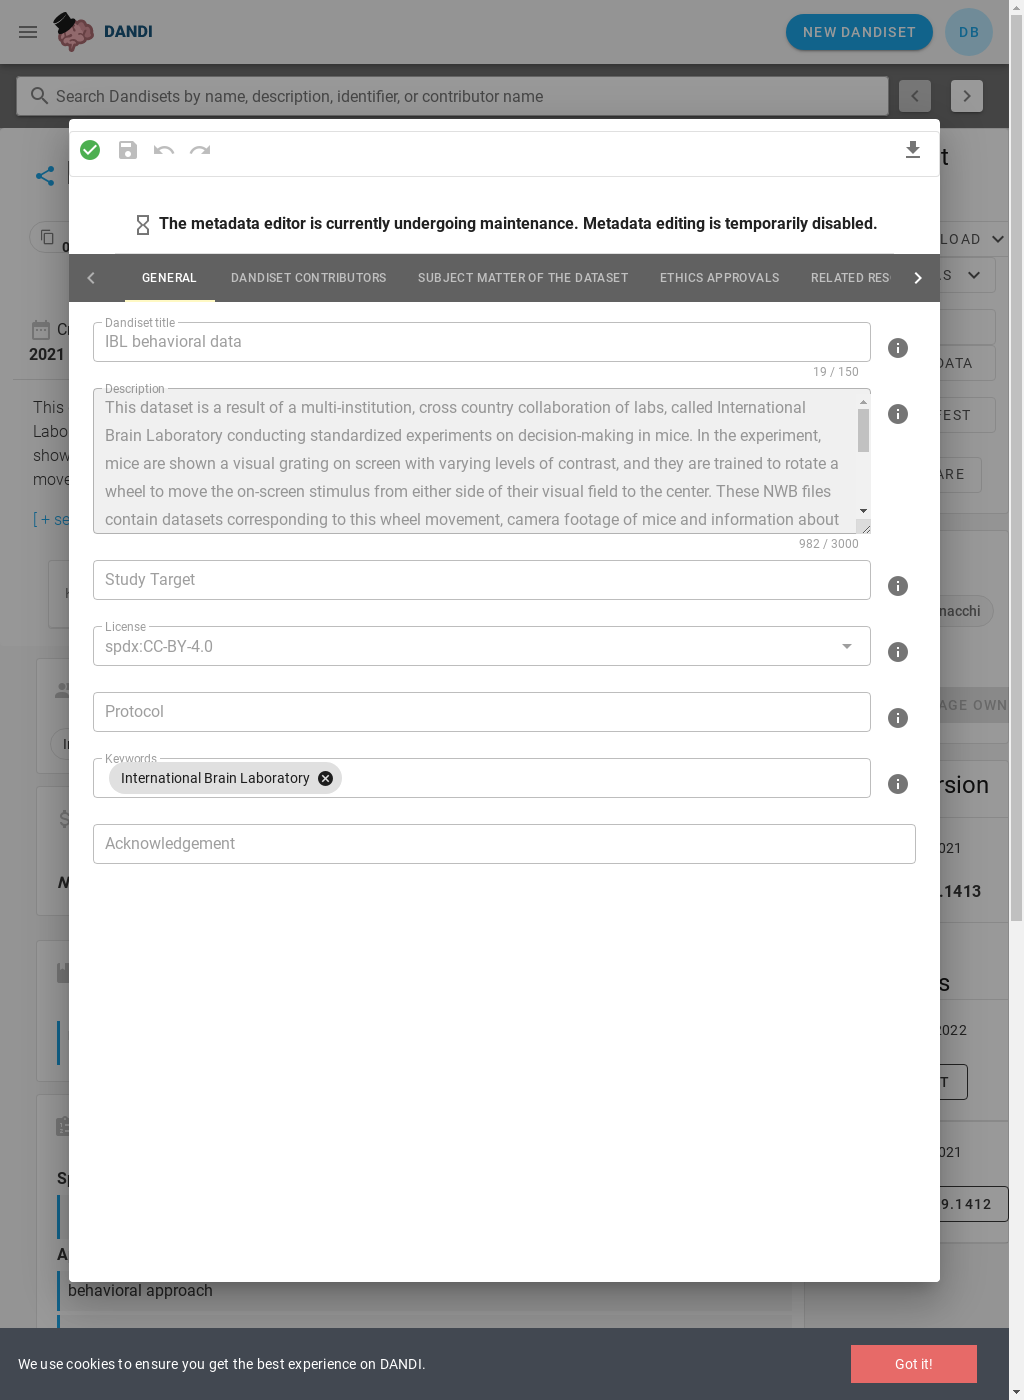 DANDI
NEW DANDISET
DB
Search Dandisets by name, description, identifier, or contributor name
The metadata editor is currently undergoing maintenance. Metadata editing is temporarily disabled.
GENERAL
DANDISET CONTRIBUTORS
SUBJECT MATTER OF THE DATASET
ETHICS APPROVALS
RELATED RES
Dandiset title
IBL behavioral data
19 / 150
Description
This dataset is a result of a multi-institution, cross country collaboration of labs, called International
Brain Laboratory conducting standardized experiments on decision-making in mice. In the experiment,
mice are shown a visual grating on screen with varying levels of contrast, and they are trained to rotate a
wheel to move the on-screen stimulus from either side of their visual field to the center. These NWB files
contain datasets corresponding to this wheel movement, camera footage of mice and information about
982 / 3000
Study Target
License
spdx:CC-BY-4.0
Protocol
Keywords
International Brain Laboratory
Acknowledgement
2021
This
Labo
show
move
[ + se
LOAD
DATA
ARE
nacchi
AGE OWN
rsion
2021
.1413
2022
2021
9.1412
Sp
A
behavioral approach
We use cookies to ensure you get the best experience on DANDI.
Got it!